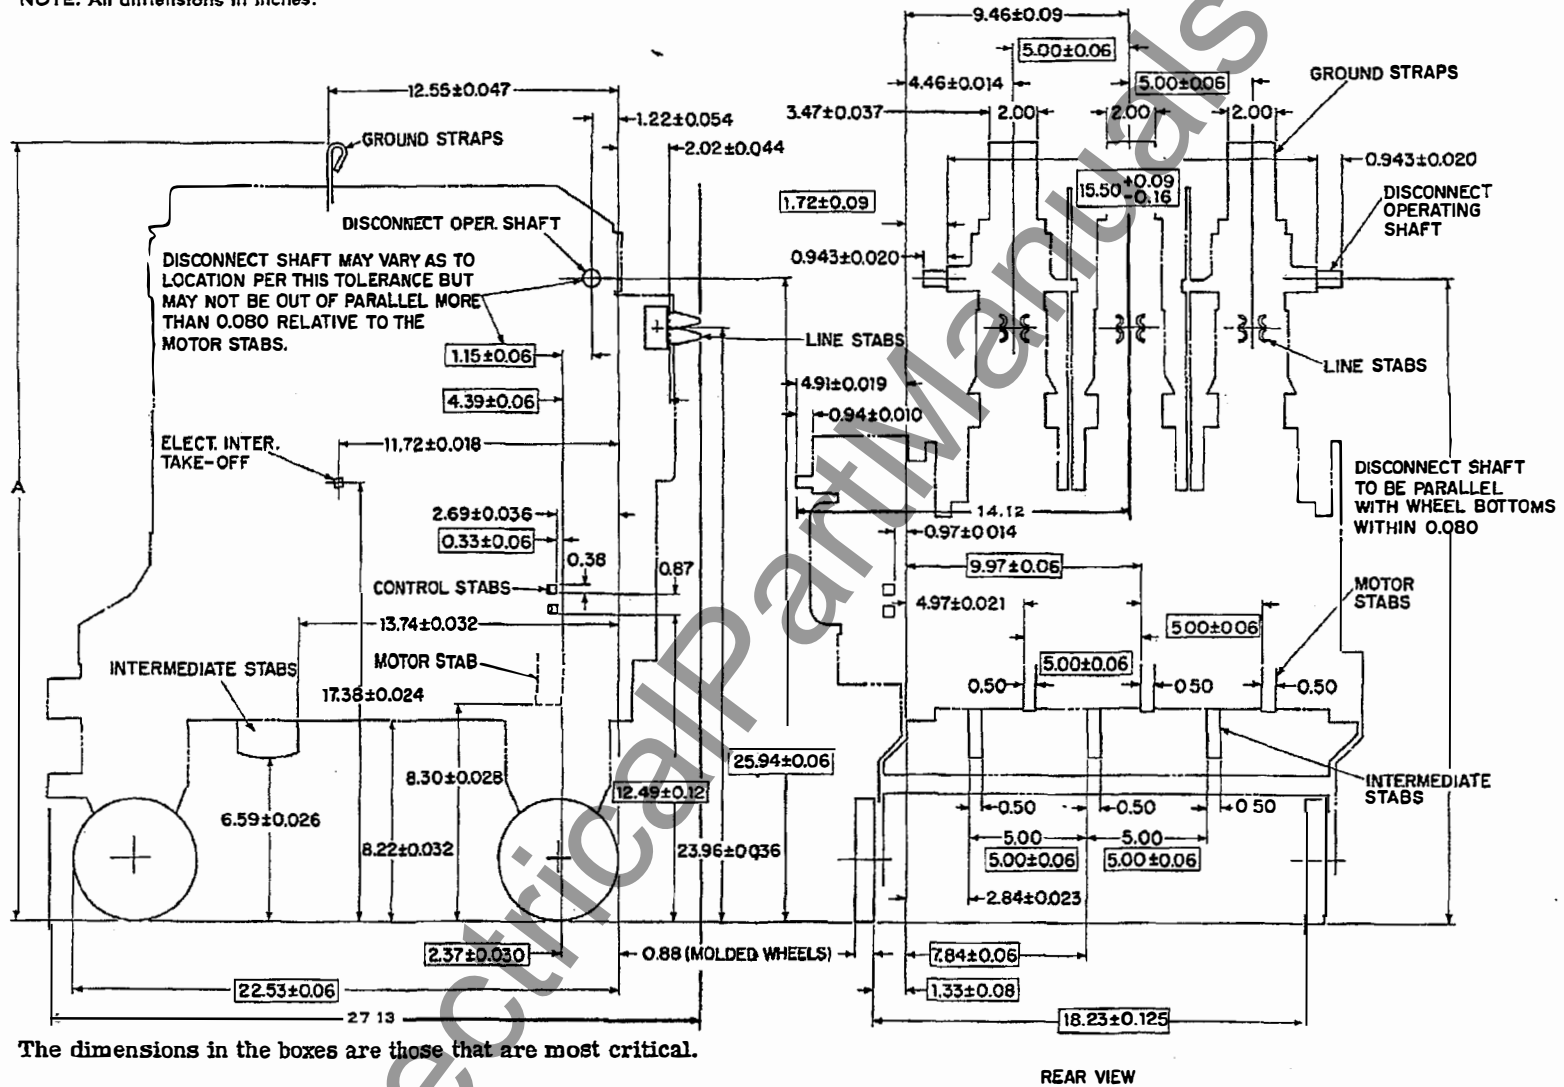 NOTE: All dimensions in inches.
9.46±0.09
5.00±0.06
4.46±0.014
5.00±.06
GROUND STRAPS
12.55±0.047
3.47±0.037
2.00
2.00
2.00
1.22±0.054
GROUND STRAPS
2.02±0.044
0.943±0.020
15.50 +0.09 -0.16
1.72±0.09
DISCONNECT
OPERATING
SHAFT
DISCONNECT OPER. SHAFT
DISCONNECT SHAFT MAY VARY AS TO
LOCATION PER THIS TOLERANCE BUT
MAY NOT BE OUT OF PARALLEL MORE
THAN 0.080 RELATIVE TO THE
MOTOR STABS.
0.943±0.020
LINE STABS
1.15±0.06
LINE STABS
4.91±0.019
4.39±0.06
0.94±0.010
ELECT. INTER.
TAKE-OFF
11.72±0.018
A
DISCONNECT SHAFT
TO BE PARALLEL
WITH WHEEL BOTTOMS
WITHIN 0.080
2.69±0.036
14.12
0.33±0.06
0.97±0 014
0.38
0.87
9.97±0.06
CONTROL STABS
4.97±0.021
MOTOR
STABS
13.74±0.032
5 00±0 06
INTERMEDIATE STABS
MOTOR STAB
5.00±0.06
17.38±0.024
0.50
0 50
0.50
25.94±0.06
8.30±0.028
12.49±0.12
INTERMEDIATE
STABS
0.50
0.50
0 50
6.59±0.026
5.00
5.00
8.22±0.032
23.96±0 036
5.00±0.06
5.00±0.06
2.84±0.023
2.37±0.030
0.88 (MOLDED WHEELS)
7.84±0.06
22.53±0.06
1.33±0.08
27 13
18.23±0.125
The dimensions in the boxes are those that are most critical.
REAR VIEW
ectricalPartManuals